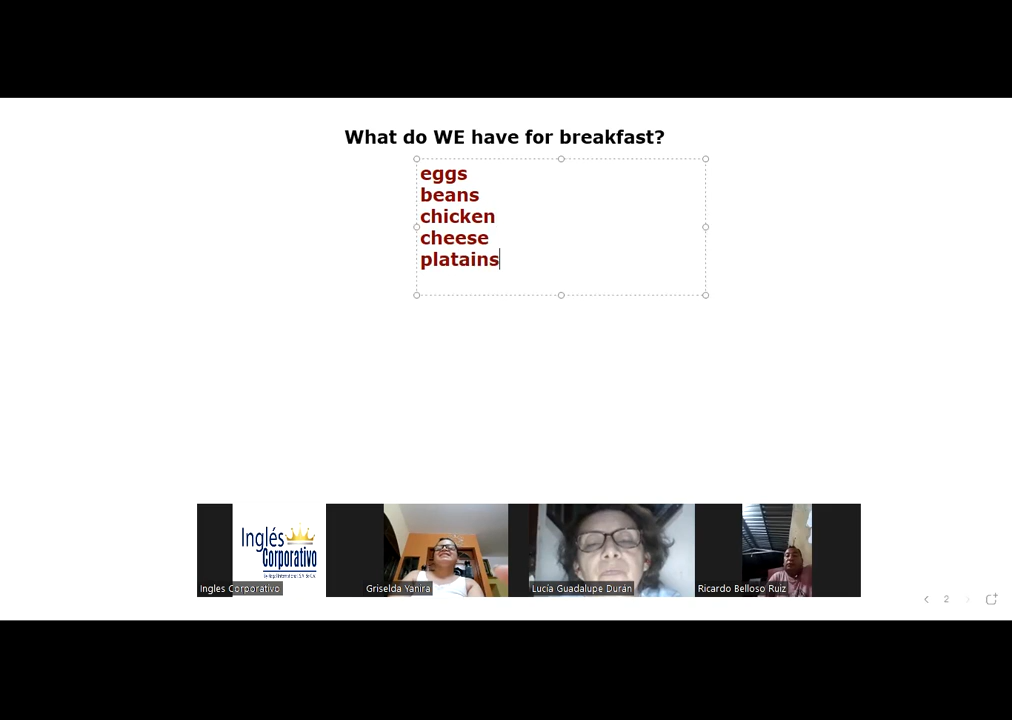 What do WE have for breakfast?
eggs
beans
chicken
cheese
platains
Inglés
Corporativo
Ingles Corporativo
Griselda Yanira
Lucía Guadalupe Durán
Ricardo Belloso Ruiz
2